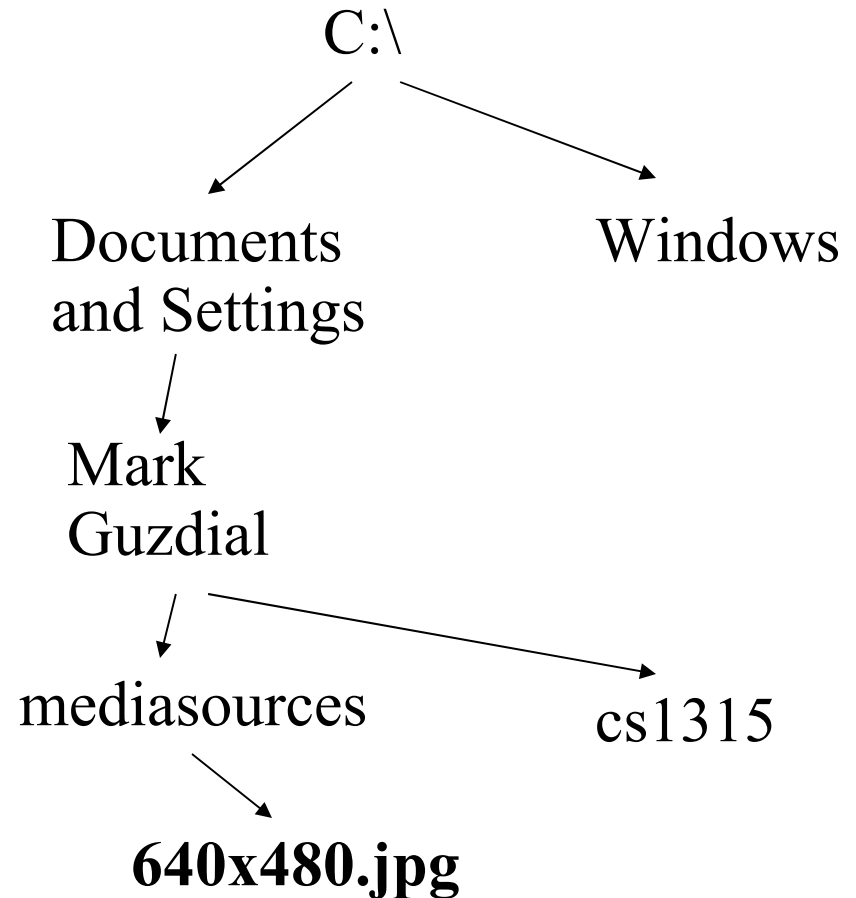 C:\
Documents
and Settings
Windows
Mark
Guzdial
mediasources
cs1315
640x480.jpg